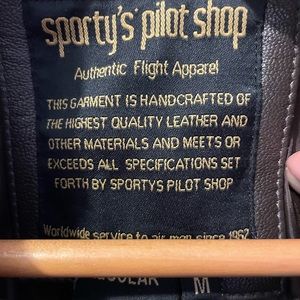 sporty's pilot shop
Authentic Flight Apparel
THIS GARMENT IS HANDCRAFTED OF
THE HIGHEST QUALITY LEATHER AND
OTHER MATERIALS AND MEETS OR
EXCEEDS ALL SPECIFICATIONS SET
FORTH BY SPORTYS PILOT SHOP
Worldwide service to air men since 1962
M